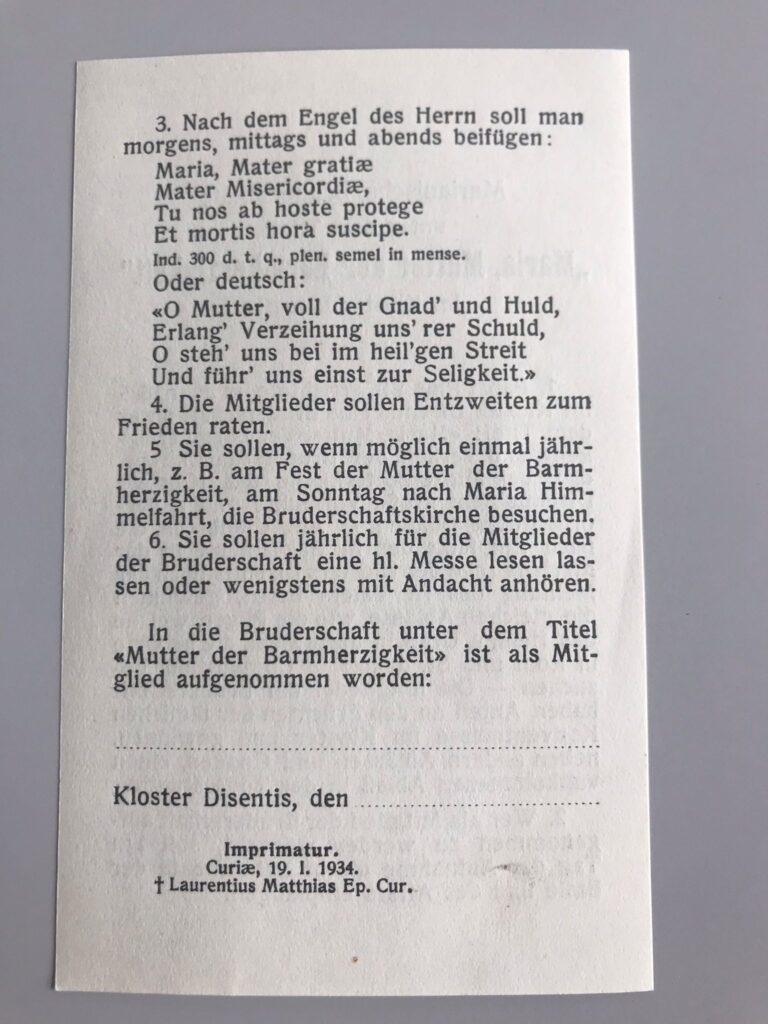 3. Nach dem Engel des Herrn soll man
morgens, mittags und abends beifügen:
Maria, Mater gratiæ
Mater Misericordiæ,
Tu nos ab hoste protege
Et mortis horà suscipe.
Ind. 300 d. t. q., plen. semel in mense.
Oder deutsch:
«O Mutter, voll der Gnad' und Huld,
Erlang' Verzeihung uns' rer Schuld,
O steh' uns bei im heil'gen Streit
Und führ' uns einst zur Seligkeit.»
4. Die Mitglieder sollen Entzweiten zum
Frieden raten.
5 Sie sollen, wenn möglich einmal jähr-
lich, z. B. am Fest der Mutter der Barm-
herzigkeit, am Sonntag nach Maria Him-
melfahrt, die Bruderschaftskirche besuchen.
6. Sie sollen jährlich für die Mitglieder
der Bruderschaft eine hl. Messe lesen las-
sen oder wenigstens mit Andacht anhören.
In die Bruderschaft unter dem Titel
«Mutter der Barmherzigkeit» ist als Mit-
glied aufgenommen worden:
Kloster Disentis, den
Imprimatur.
Curiæ, 19. I. 1934.
† Laurentius Matthias Ep. Cur.